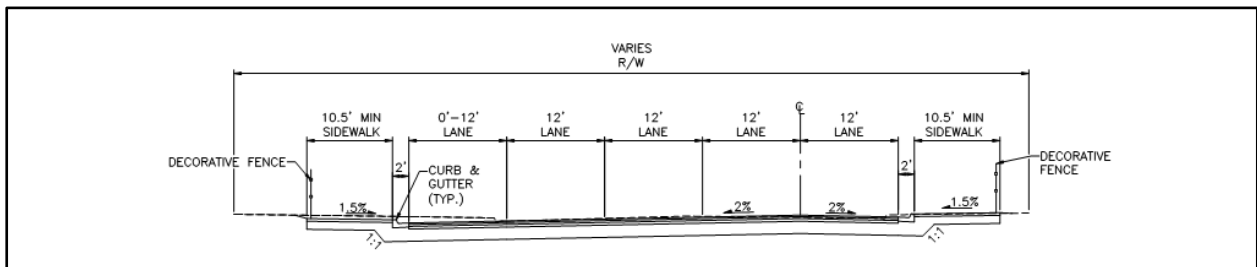 VARIES
R/W
℄
10.5' MIN
SIDEWALK
0'-12'
LANE
12'
LANE
12'
LANE
12'
LANE
12'
LANE
10.5' MIN
SIDEWALK
DECORATIVE FENCE
2'
CURB &
GUTTER
(TYP.)
2'
DECORATIVE
FENCE
1.5%
2%
2%
1.5%
1:1
1:1